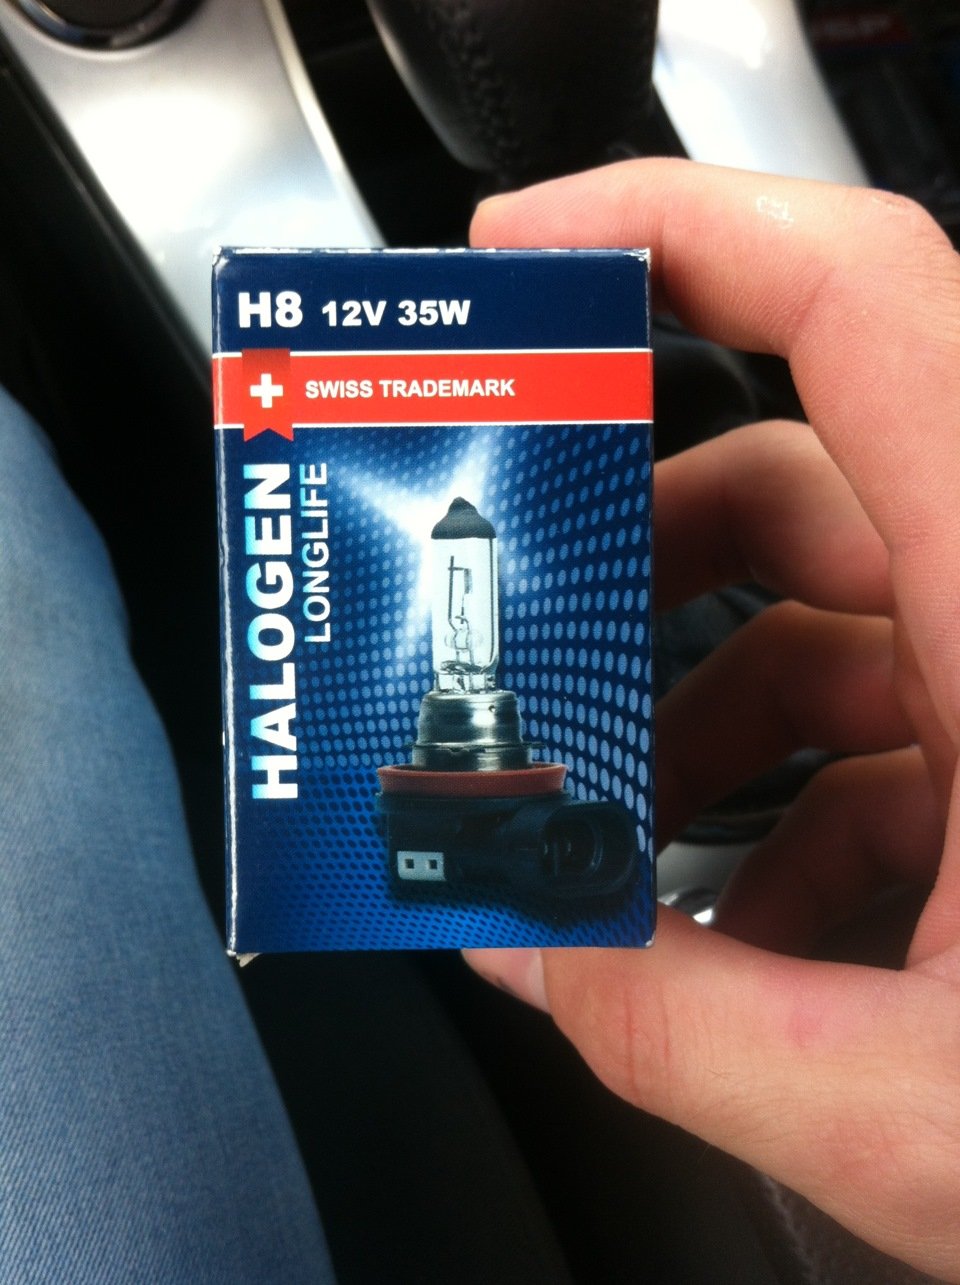 H8 12V 35W
SWISS TRADEMARK
HALOGEN
LONGLIFE